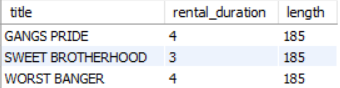 title rental_duration length
GANGS PRIDE 4 185
SWEET BROTHERHOOD 3 185
WORST BANGER 4 185